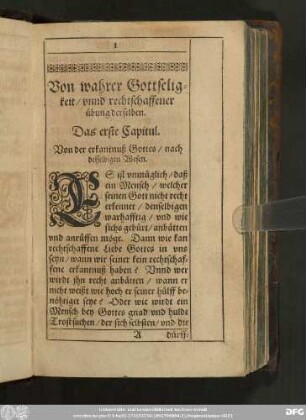 1
Von wahrer Gottselig-
keit / vnnd rechtschaffener
übung derselben.
Das erste Capitul.
Von der erkantnuß Gottes / nach
desselbigen Wesen.
ES ist vnmüglich / daß
ein Mensch / welcher
seinen Gott nicht recht
erkennet / denselbigen
warhafftig / vnd wie
sichs gebürt / anbätten
vnd anrüffen möge. Dann wie kan
rechtschaffene Liebe Gottes in vns
seyn / wann wir seiner kein rechtschaf-
fene erkantnuß haben? Vnnd wer
wirdt ihn recht anbätten / wann er
nicht weißt wie hoch er seiner hülff be-
nöhtiget seye? Oder wie wirdt ein
Mensch bey Gottes gnad vnd hulde
Trost suchen / der sich selbsten / vnd die
A
dürff-